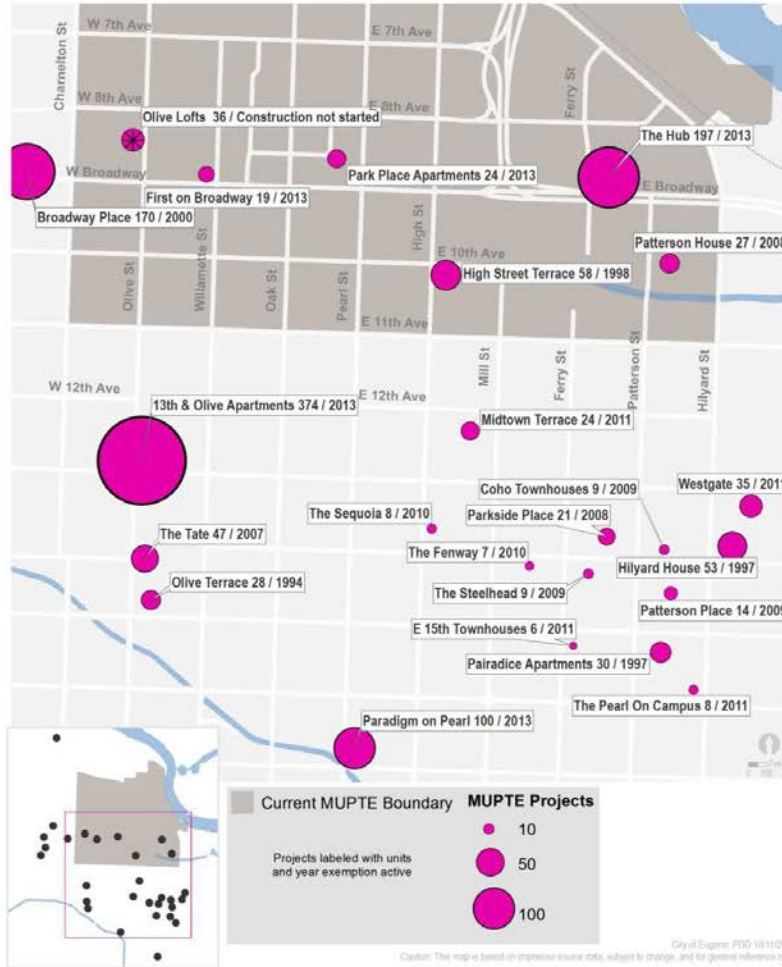 W 7th Ave
E 7th Ave
Charnelton St
W 8th Ave
E 8th Ave
Ferry St
Olive Lofts 36 / Construction not started
The Hub 197 / 2013
W Broadway
Park Place Apartments 24 / 2013
E Broadway
First on Broadway 19 / 2013
Broadway Place 170 / 2000
High St
Patterson House 27 / 2008
E 10th Ave
High Street Terrace 58 / 1998
Olive St
Willamette St
Oak St
Pearl St
E 11th Ave
Mill St
Ferry St
Patterson St
Hilyard St
W 12th Ave
E 12th Ave
13th & Olive Apartments 374 / 2013
Midtown Terrace 24 / 2011
Westgate 35 / 2011
Coho Townhouses 9 / 2009
The Sequoia 8 / 2010
Parkside Place 21 / 2008
The Tate 47 / 2007
The Fenway 7 / 2010
Hilyard House 53 / 1997
Olive Terrace 28 / 1994
The Steelhead 9 / 2009
Patterson Place 14 / 2009
E 15th Townhouses 6 / 2011
Pairadice Apartments 30 / 1997
The Pearl On Campus 8 / 2011
Paradigm on Pearl 100 / 2013
Current MUPTE Boundary
MUPTE Projects
10
Projects labeled with units
and year exemption active
50
100
City of Eugene, PDD
Caution: This map is based on imprecise source data, subject to change, and for general reference